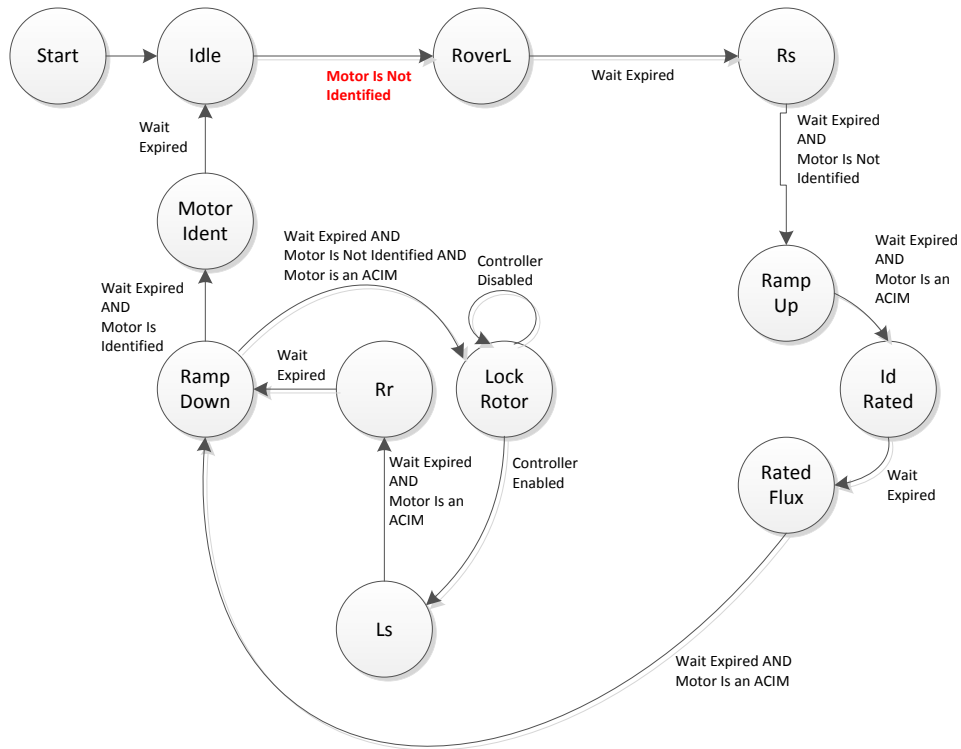 Start
Idle
RoverL
Rs
Motor Is Not
Identified
Wait Expired
Wait Expired
AND
Motor Is Not
Identified
Wait
Expired
Motor
Ident
Wait Expired AND
Motor Is Not Identified AND
Motor is an ACIM
Controller
Disabled
Wait Expired
AND
Motor Is an
ACIM
Ramp
Up
Wait Expired
AND
Motor Is
Identified
Wait
Expired
Ramp
Down
Rr
Lock
Rotor
Id
Rated
Wait Expired
AND
Motor Is an
ACIM
Controller
Enabled
Rated
Flux
Wait
Expired
Ls
Wait Expired AND
Motor Is an ACIM